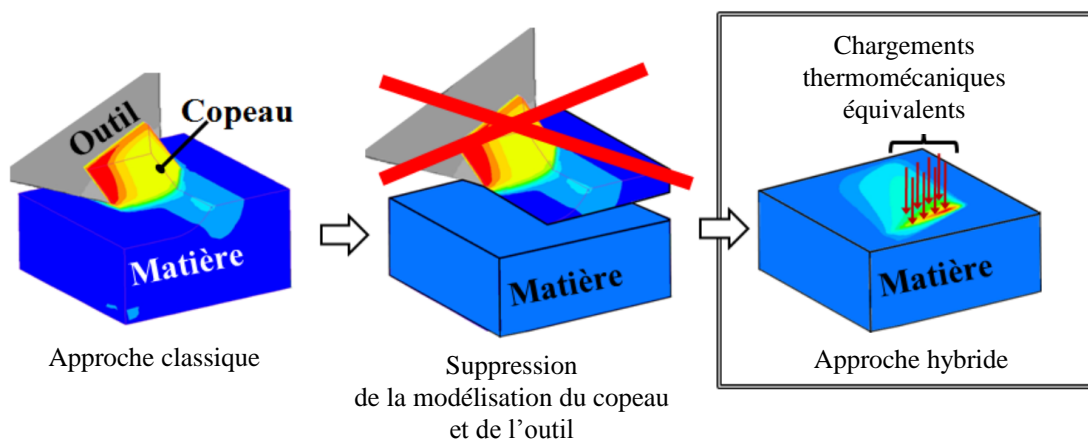 Outil
Copeau
Matière
Approche classique
Matière
Suppression
de la modélisation du copeau
et de l'outil
Chargements
thermomécaniques
équivalents
Matière
Approche hybride